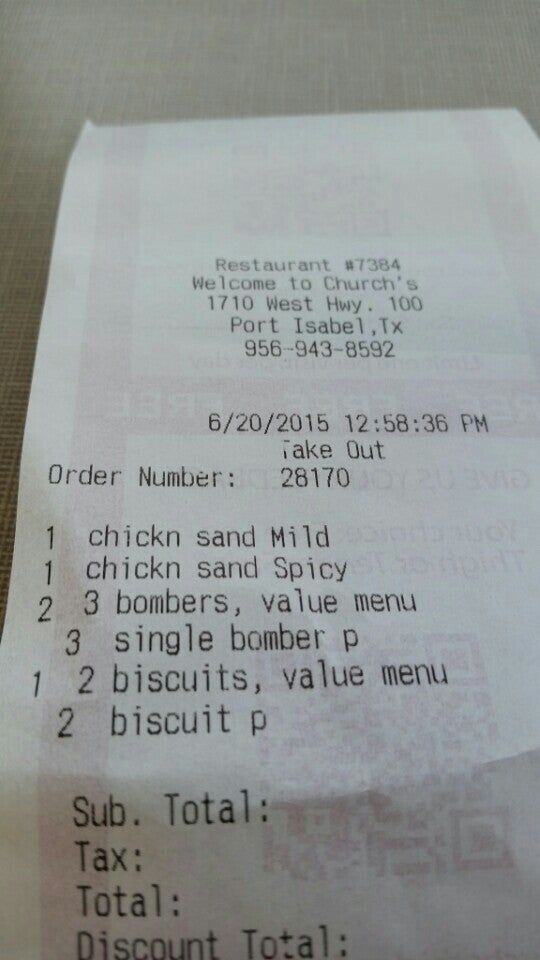 Restaurant #7384
Welcome to Church's
1710 West Hwy. 100
Port Isabel,Tx
956-943-8592
6/20/2015 12:58:36 PM
Take Out
Order Number: 28170
1 chickn sand Mild
1 chickn sand Spicy
2 3 bombers, value menu
3 single bomber p
1 2 biscuits, value menu
2 biscuit p
Sub. Total:
Tax:
Total:
Discount Total: